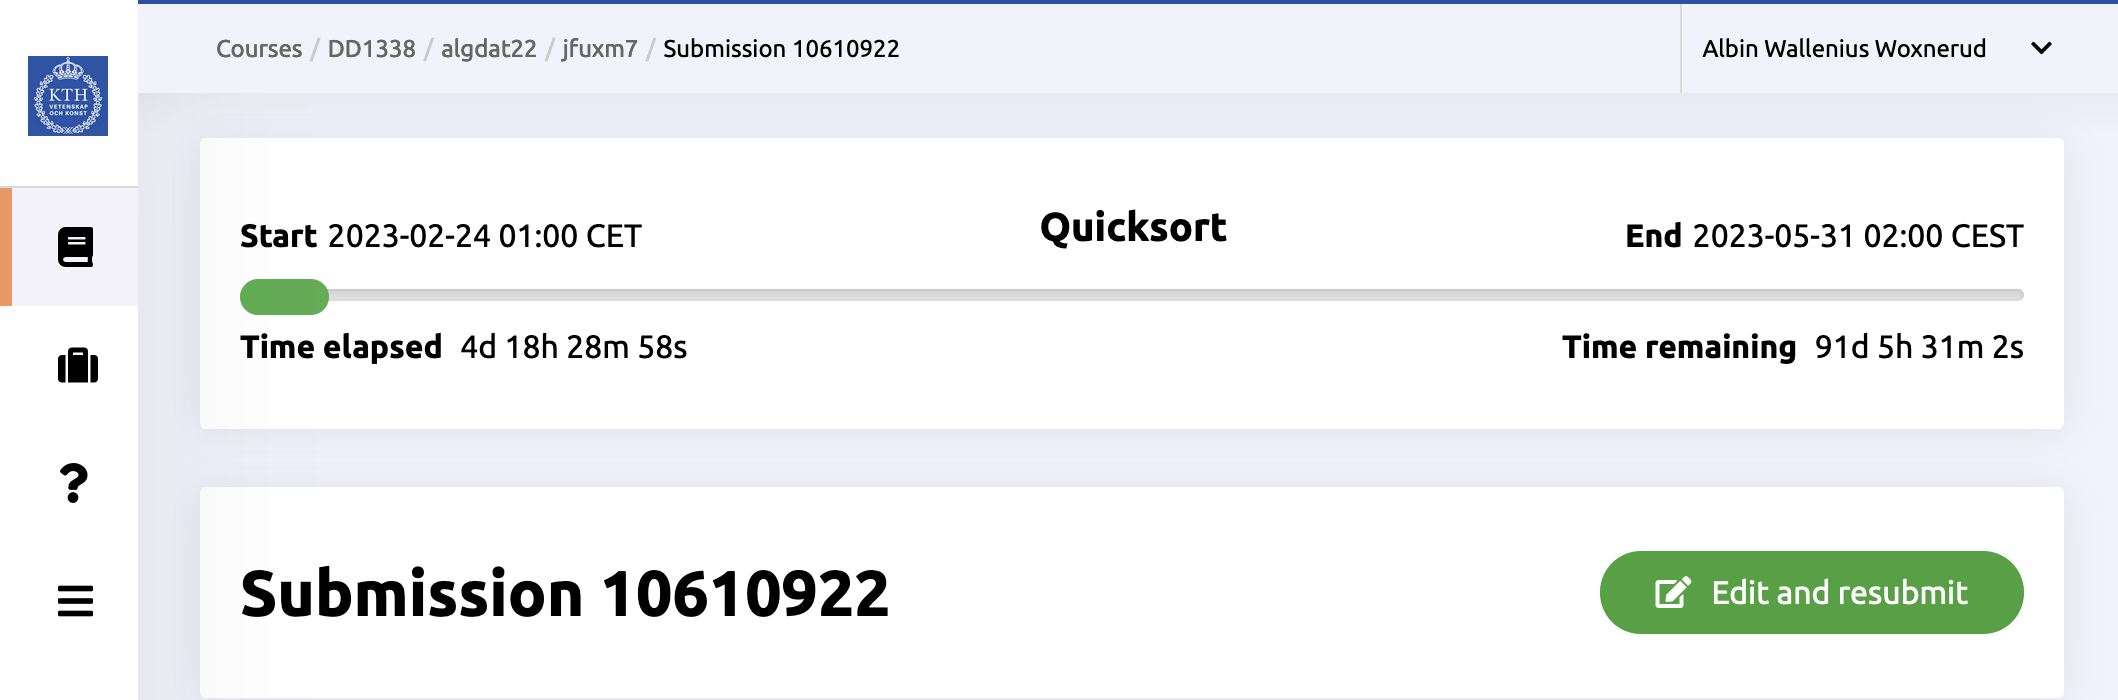 KTH
VETENSKAP
OCH KONST
Courses / DD1338 / algdat22 / jfuxm7 / Submission 10610922
Albin Wallenius Woxnerud
Quicksort
Start 2023-02-24 01:00 CET
End 2023-05-31 02:00 CEST
Time elapsed 4d 18h 28m 58s
Time remaining 91d 5h 31m 2s
Submission 10610922
Edit and resubmit